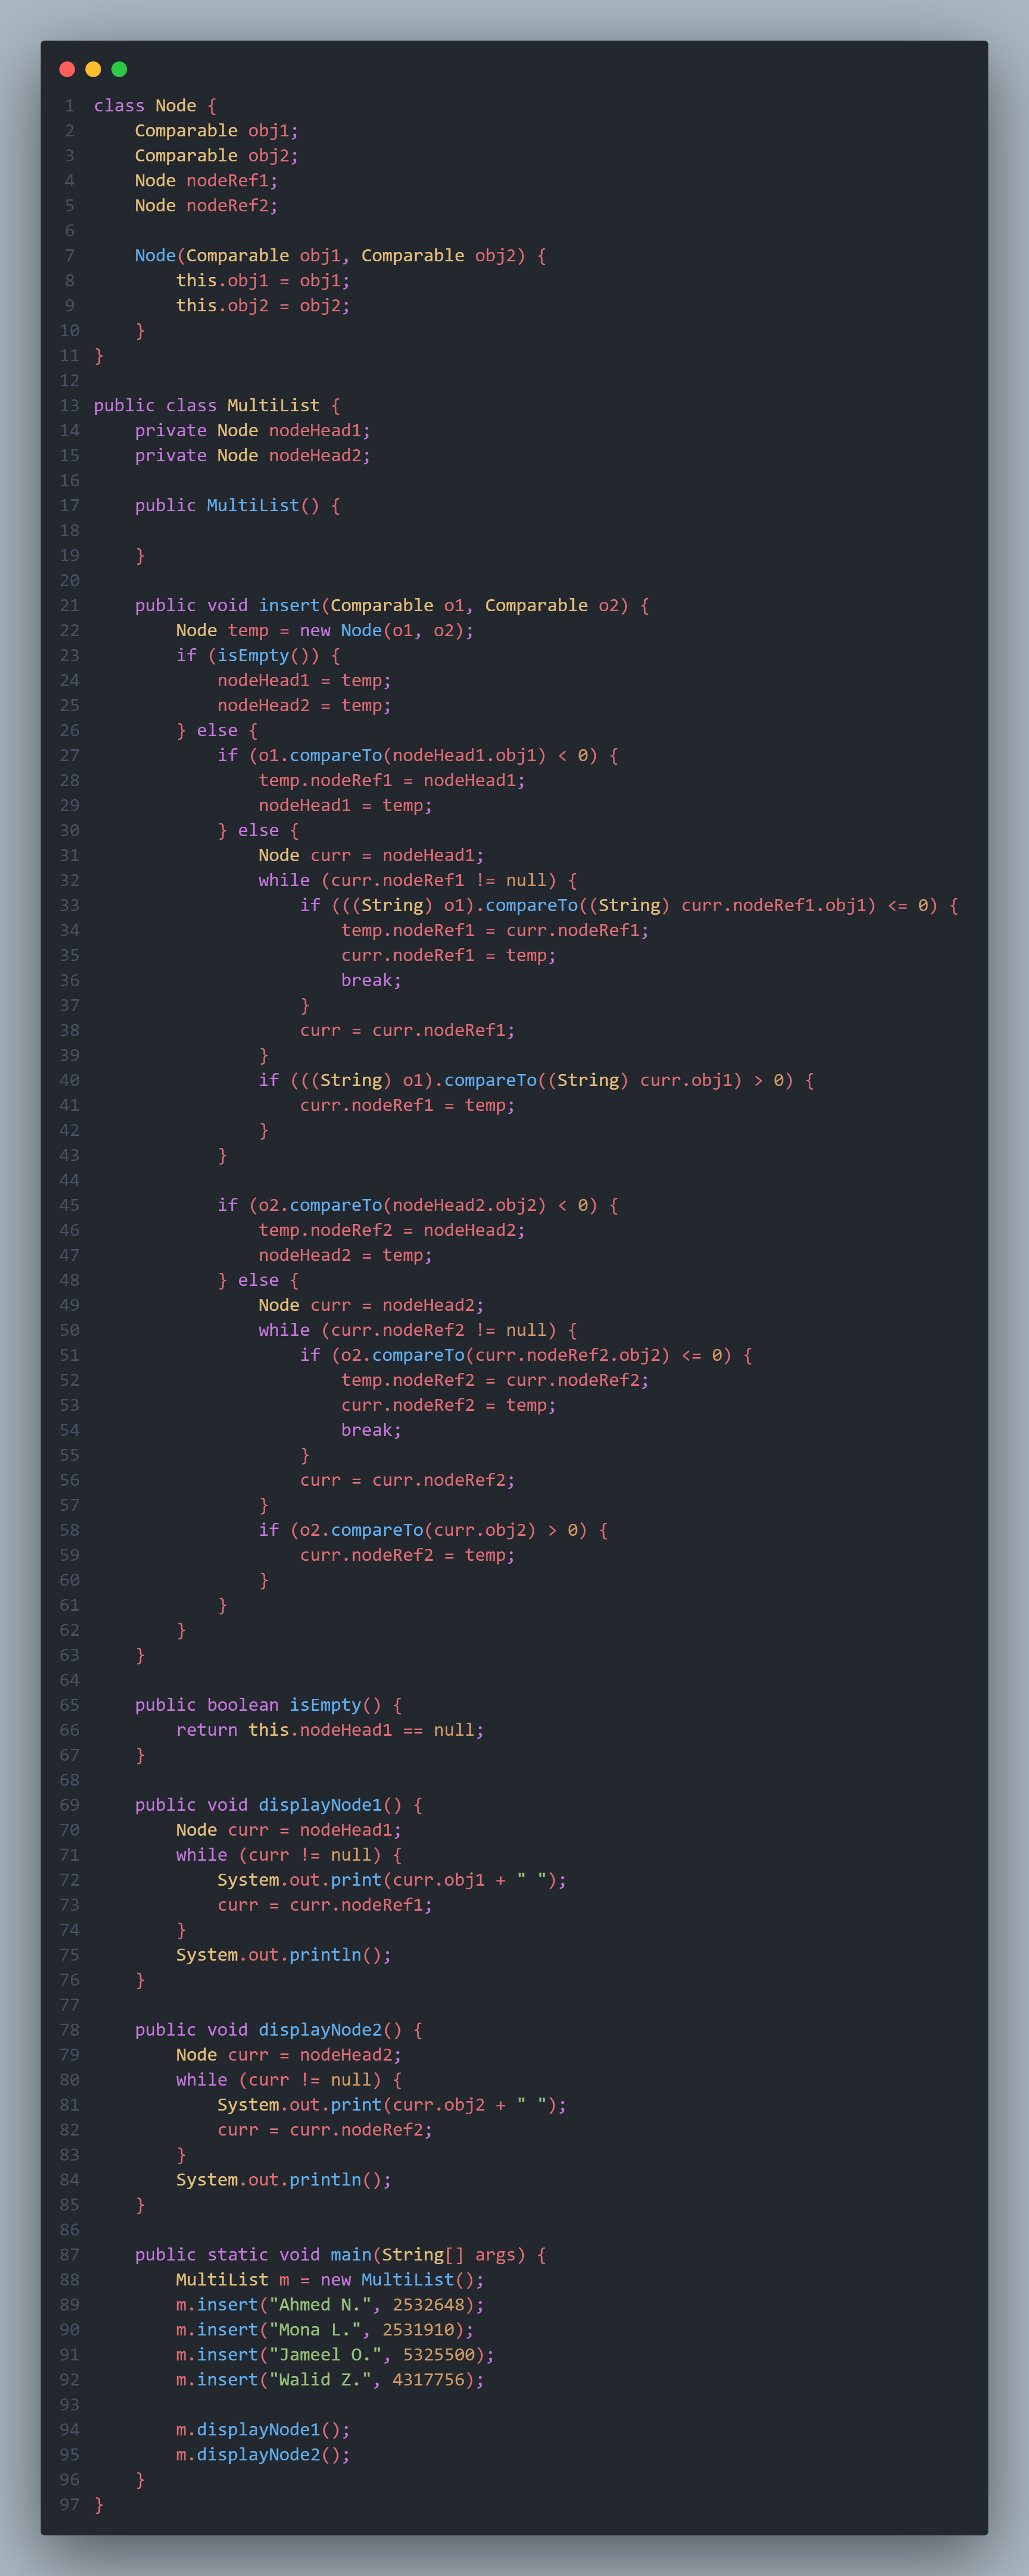 1 class Node {
2     Comparable obj1;
3     Comparable obj2;
4     Node nodeRef1;
5     Node nodeRef2;
6
7     Node(Comparable obj1, Comparable obj2) {
8         this.obj1 = obj1;
9         this.obj2 = obj2;
10     }
11 }
12
13 public class MultiList {
14     private Node nodeHead1;
15     private Node nodeHead2;
16
17     public MultiList() {
18
19     }
20
21     public void insert(Comparable o1, Comparable o2) {
22         Node temp = new Node(o1, o2);
23         if (isEmpty()) {
24             nodeHead1 = temp;
25             nodeHead2 = temp;
26         } else {
27             if (o1.compareTo(nodeHead1.obj1) < 0) {
28                 temp.nodeRef1 = nodeHead1;
29                 nodeHead1 = temp;
30             } else {
31                 Node curr = nodeHead1;
32                 while (curr.nodeRef1 != null) {
33                     if (((String) o1).compareTo((String) curr.nodeRef1.obj1) <= 0) {
34                         temp.nodeRef1 = curr.nodeRef1;
35                         curr.nodeRef1 = temp;
36                         break;
37                     }
38                     curr = curr.nodeRef1;
39                 }
40                 if (((String) o1).compareTo((String) curr.obj1) > 0) {
41                     curr.nodeRef1 = temp;
42                 }
43             }
44
45             if (o2.compareTo(nodeHead2.obj2) < 0) {
46                 temp.nodeRef2 = nodeHead2;
47                 nodeHead2 = temp;
48             } else {
49                 Node curr = nodeHead2;
50                 while (curr.nodeRef2 != null) {
51                     if (o2.compareTo(curr.nodeRef2.obj2) <= 0) {
52                         temp.nodeRef2 = curr.nodeRef2;
53                         curr.nodeRef2 = temp;
54                         break;
55                     }
56                     curr = curr.nodeRef2;
57                 }
58                 if (o2.compareTo(curr.obj2) > 0) {
59                     curr.nodeRef2 = temp;
60                 }
61             }
62         }
63     }
64
65     public boolean isEmpty() {
66         return this.nodeHead1 == null;
67     }
68
69     public void displayNode1() {
70         Node curr = nodeHead1;
71         while (curr != null) {
72             System.out.print(curr.obj1 + " ");
73             curr = curr.nodeRef1;
74         }
75         System.out.println();
76     }
77
78     public void displayNode2() {
79         Node curr = nodeHead2;
80         while (curr != null) {
81             System.out.print(curr.obj2 + " ");
82             curr = curr.nodeRef2;
83         }
84         System.out.println();
85     }
86
87     public static void main(String[] args) {
88         MultiList m = new MultiList();
89         m.insert("Ahmed N.", 2532648);
90         m.insert("Mona L.", 2531910);
91         m.insert("Jameel O.", 5325500);
92         m.insert("Walid Z.", 4317756);
93
94         m.displayNode1();
95         m.displayNode2();
96     }
97 }